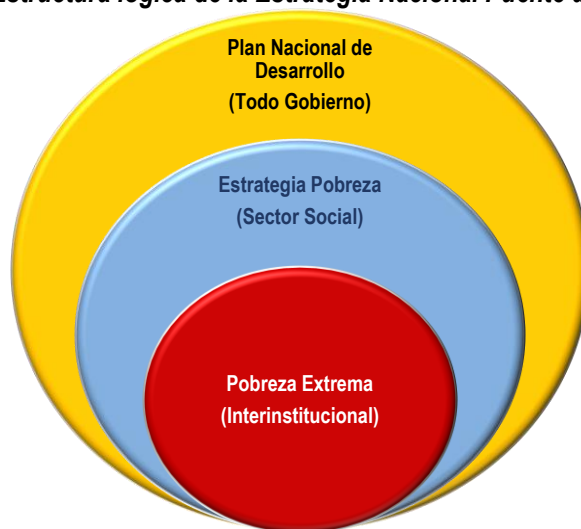 Estructura lógica de la Estrategia Nacional Puente
Plan Nacional de
Desarrollo
(Todo Gobierno)
Estrategia Pobreza
(Sector Social)
Pobreza Extrema
(Interinstitucional)